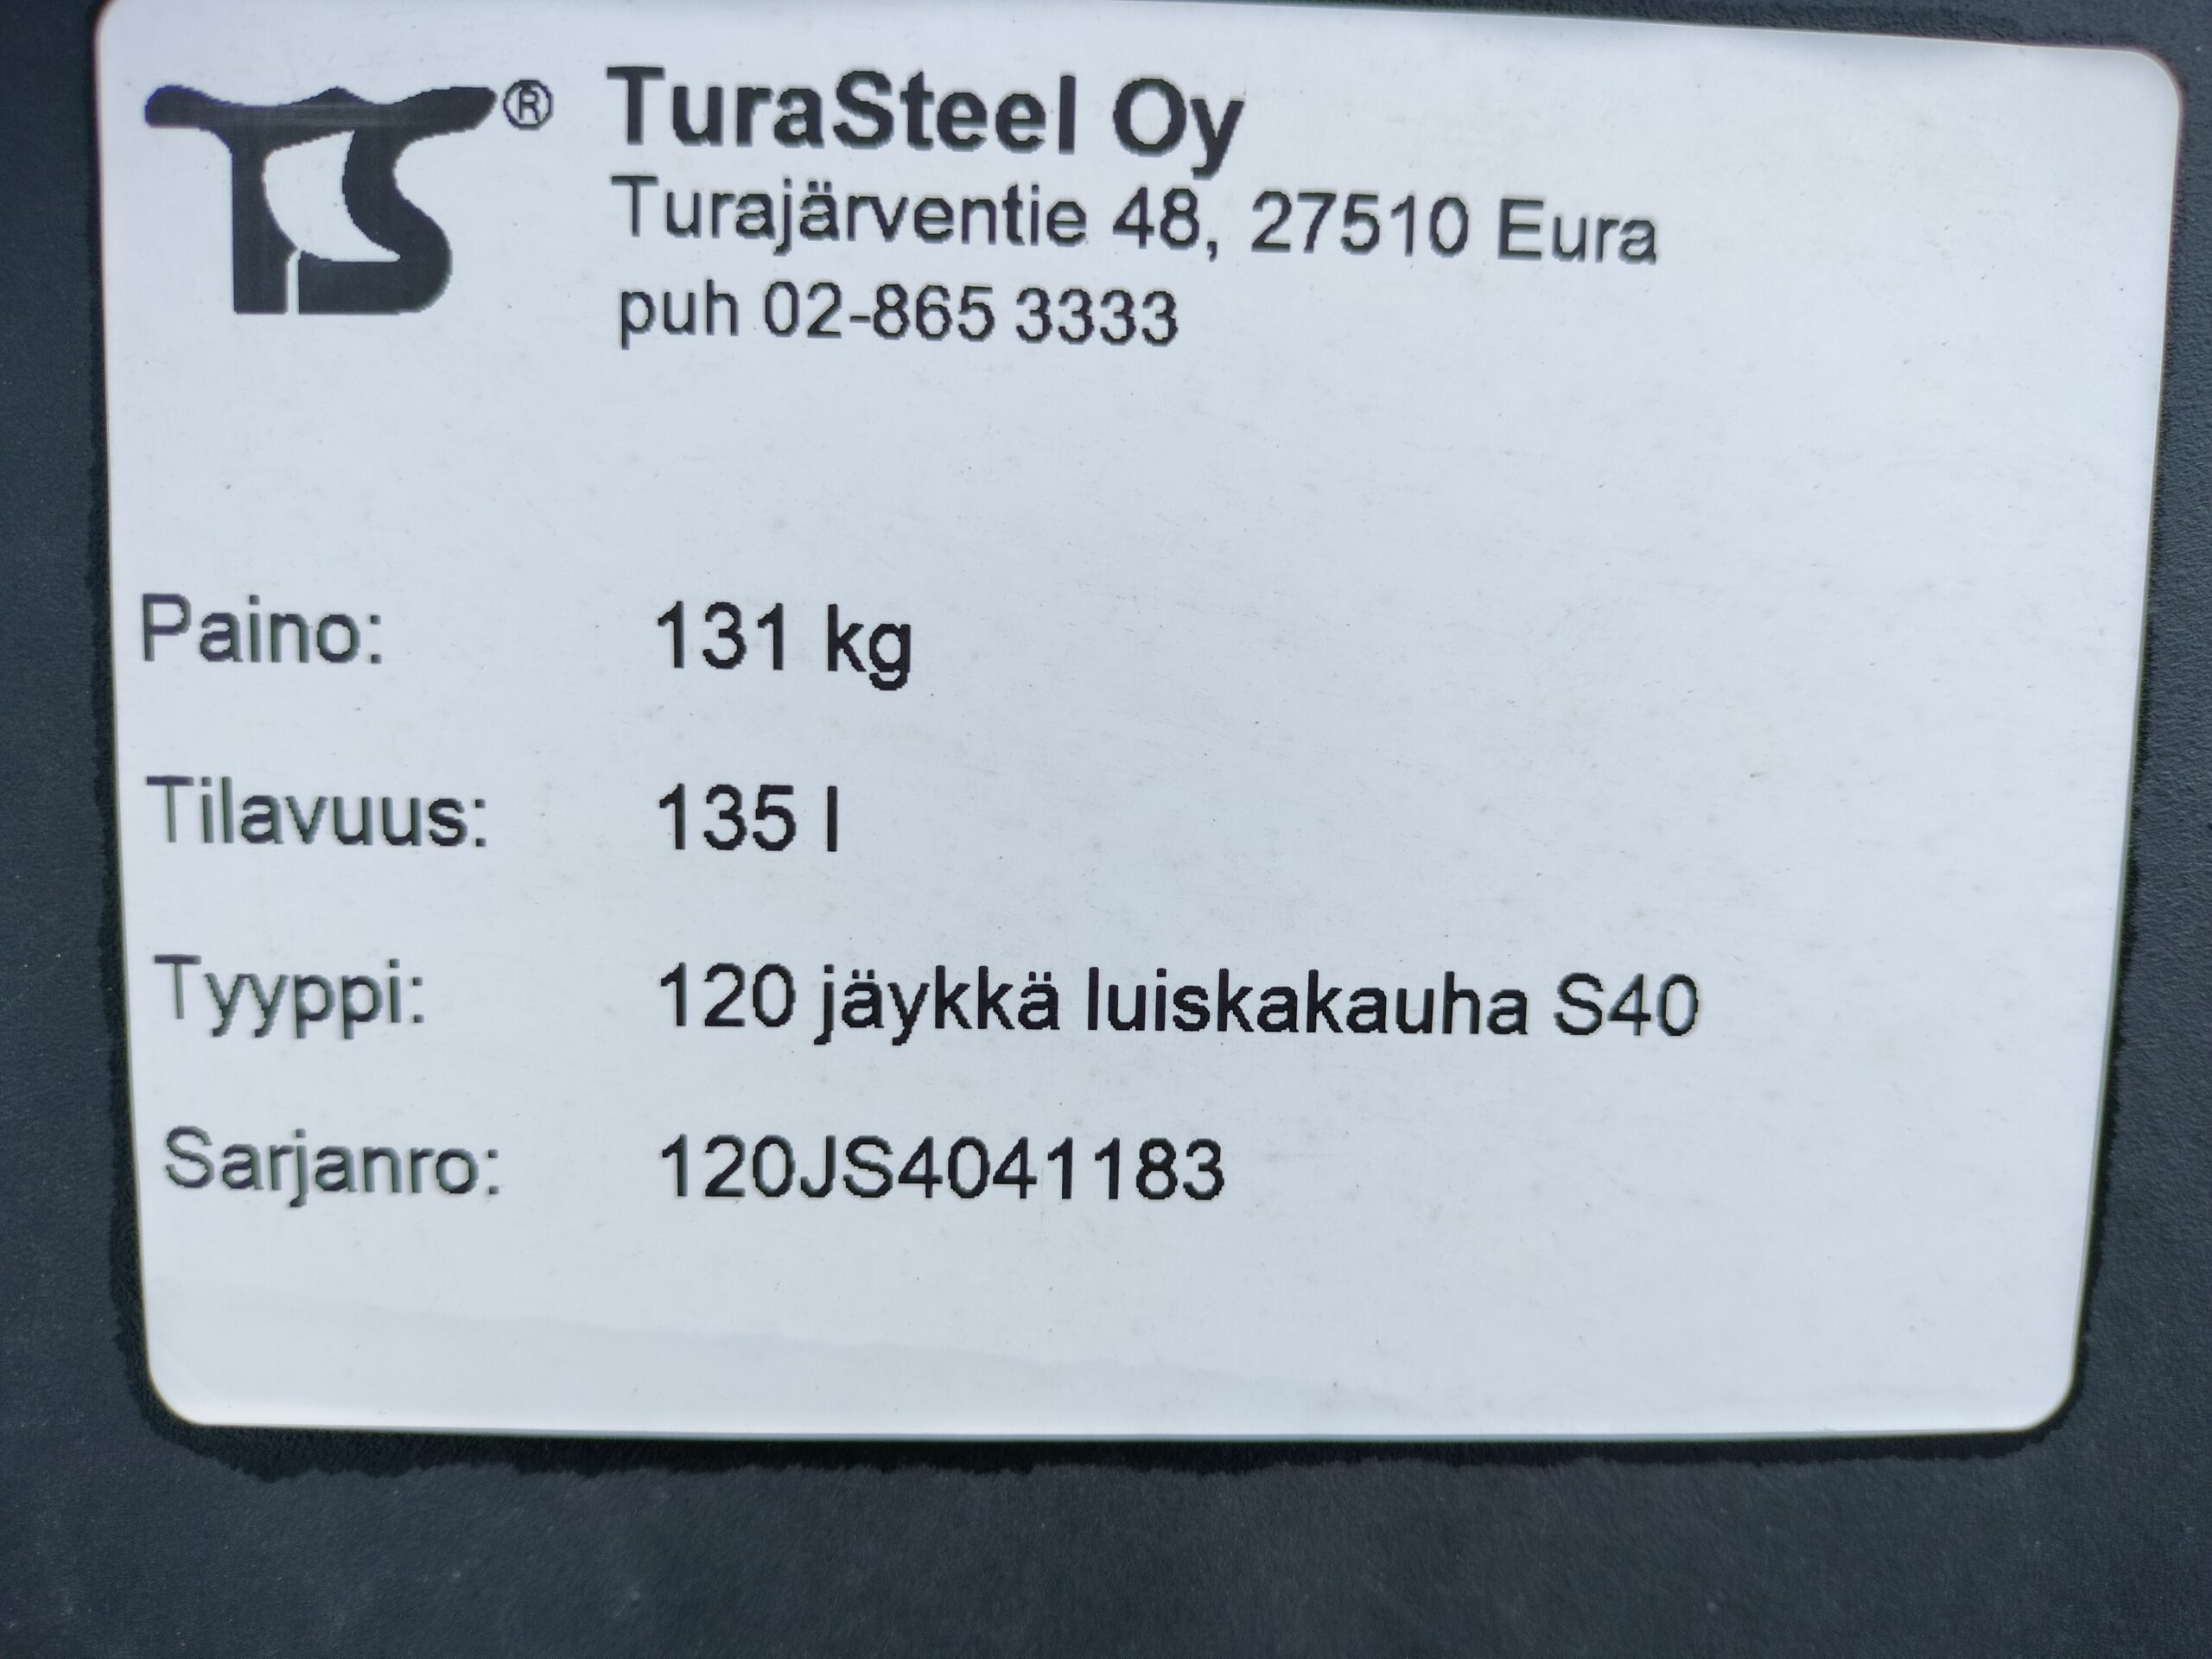 TS® TuraSteel Oy
Turajärventie 48, 27510 Eura
puh 02-865 3333
Paino: 131 kg
Tilavuus: 135 l
Tyyppi: 120 jäykkä luiskakauha S40
Sarjanro: 120JS4041183